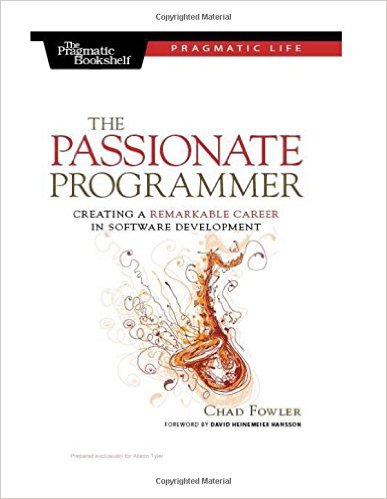 Copyrighted Material
The
Pragmatic
Bookshelf
PRAGMATIC LIFE
THE
PASSIONATE
PROGRAMMER
CREATING A REMARKABLE CAREER
IN SOFTWARE DEVELOPMENT
CHAD FOWLER
FOREWORD BY DAVID HEINEMEIER HANSSON
Prepared exclusively for Alison Tyler
Copyrighted Material